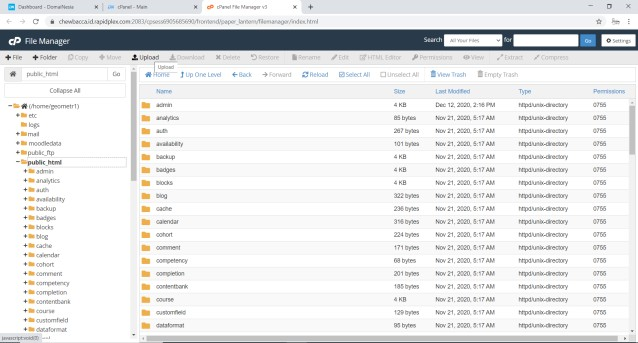 Dashboard - DomaiNesia
cPanel - Main
cPanel File Manager v3
chewbacca.id.rapidplex.com:2083/cpsess6905685690/frontend/paper_lantern/filemanager/index.html
File Manager
Search All Your Files for Go Settings
File Folder Copy Move Upload Download Delete Restore Rename Edit HTML Editor Permissions View Extract Compress
Upload
public_html Go Home Up One Level Back Forward Reload Select All Unselect All View Trash Empty Trash
Collapse All
Name Size Last Modified Type Permissions
admin 4 KB Dec 12, 2020, 2:16 PM httpd/unix-directory 0755
analytics 85 bytes Nov 21, 2020, 5:17 AM httpd/unix-directory 0755
auth 267 bytes Nov 21, 2020, 5:17 AM httpd/unix-directory 0755
availability 101 bytes Nov 21, 2020, 5:17 AM httpd/unix-directory 0755
backup 4 KB Nov 21, 2020, 5:17 AM httpd/unix-directory 0755
badges 4 KB Nov 21, 2020, 5:17 AM httpd/unix-directory 0755
blocks 4 KB Nov 21, 2020, 5:17 AM httpd/unix-directory 0755
blog 322 bytes Nov 21, 2020, 5:17 AM httpd/unix-directory 0755
cache 236 bytes Nov 21, 2020, 5:17 AM httpd/unix-directory 0755
calendar 316 bytes Nov 21, 2020, 5:17 AM httpd/unix-directory 0755
cohort 224 bytes Nov 21, 2020, 5:17 AM httpd/unix-directory 0755
comment 171 bytes Nov 21, 2020, 5:17 AM httpd/unix-directory 0755
competency 68 bytes Nov 21, 2020, 5:17 AM httpd/unix-directory 0755
completion 201 bytes Nov 21, 2020, 5:17 AM httpd/unix-directory 0755
contentbank 185 bytes Nov 21, 2020, 5:17 AM httpd/unix-directory 0755
course 4 KB Nov 21, 2020, 5:17 AM httpd/unix-directory 0755
customfield 129 bytes Nov 21, 2020, 5:17 AM httpd/unix-directory 0755
dataformat 95 bytes Nov 21, 2020, 5:17 AM httpd/unix-directory 0755
(/home/geometr1)
etc
logs
mail
moodledata
public_ftp
public_html
admin
analytics
auth
availability
backup
badges
blocks
blog
cache
calendar
cohort
comment
competency
completion
contentbank
course
customfield
dataformat
javascript:void(0)